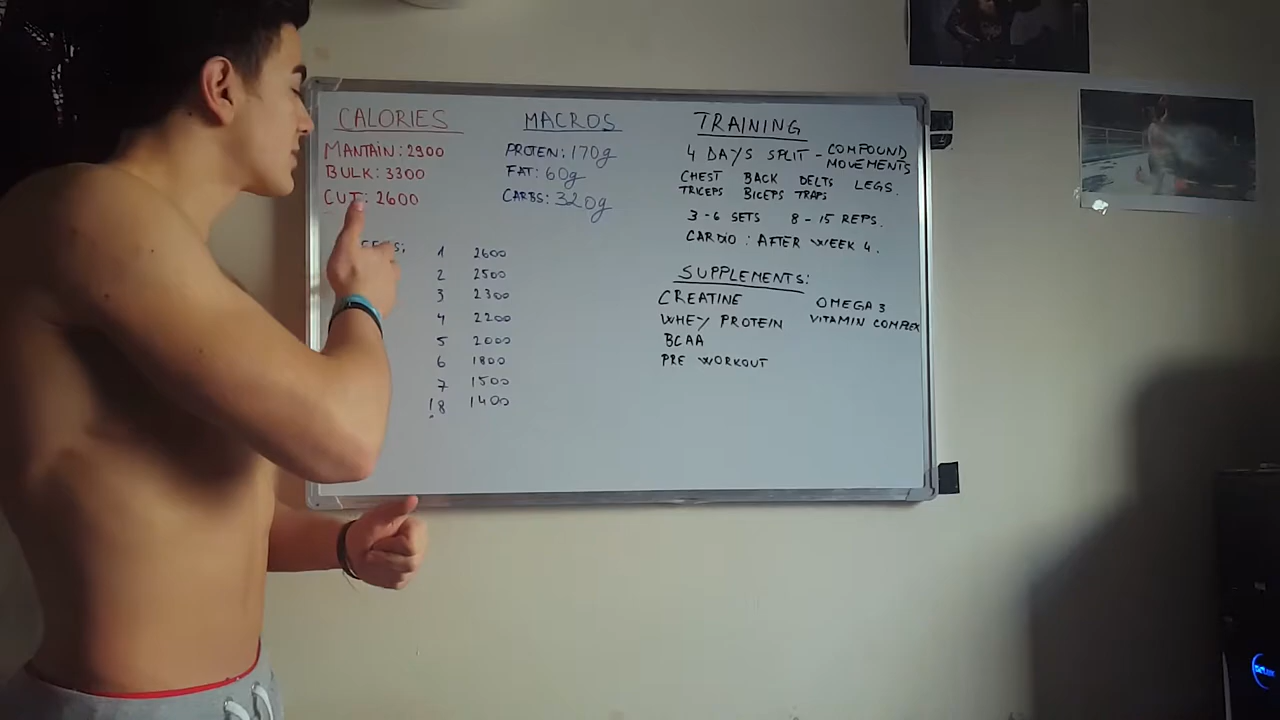 CALORIES
MANTAIN: 2900
BULK: 3300
CUT: 2600
MACROS
PROTEN: 170g
FAT: 60g
CARBS: 320g
1 2600
2 2500
3 2300
4 2200
5 2000
6 1800
7 1500
!8 1400
TRAINING
4 DAYS SPLIT - COMPOUND
MOVEMENTS
CHEST BACK DELTS LEGS.
TRICEPS BICEPS TRAPS
3-6 SETS 8-15 REPS.
CARDIO: AFTER WEEK 4.
SUPPLEMENTS:
CREATINE OMEGA 3
WHEY PROTEIN VITAMIN COMPLEX
BCAA
PRE WORKOUT